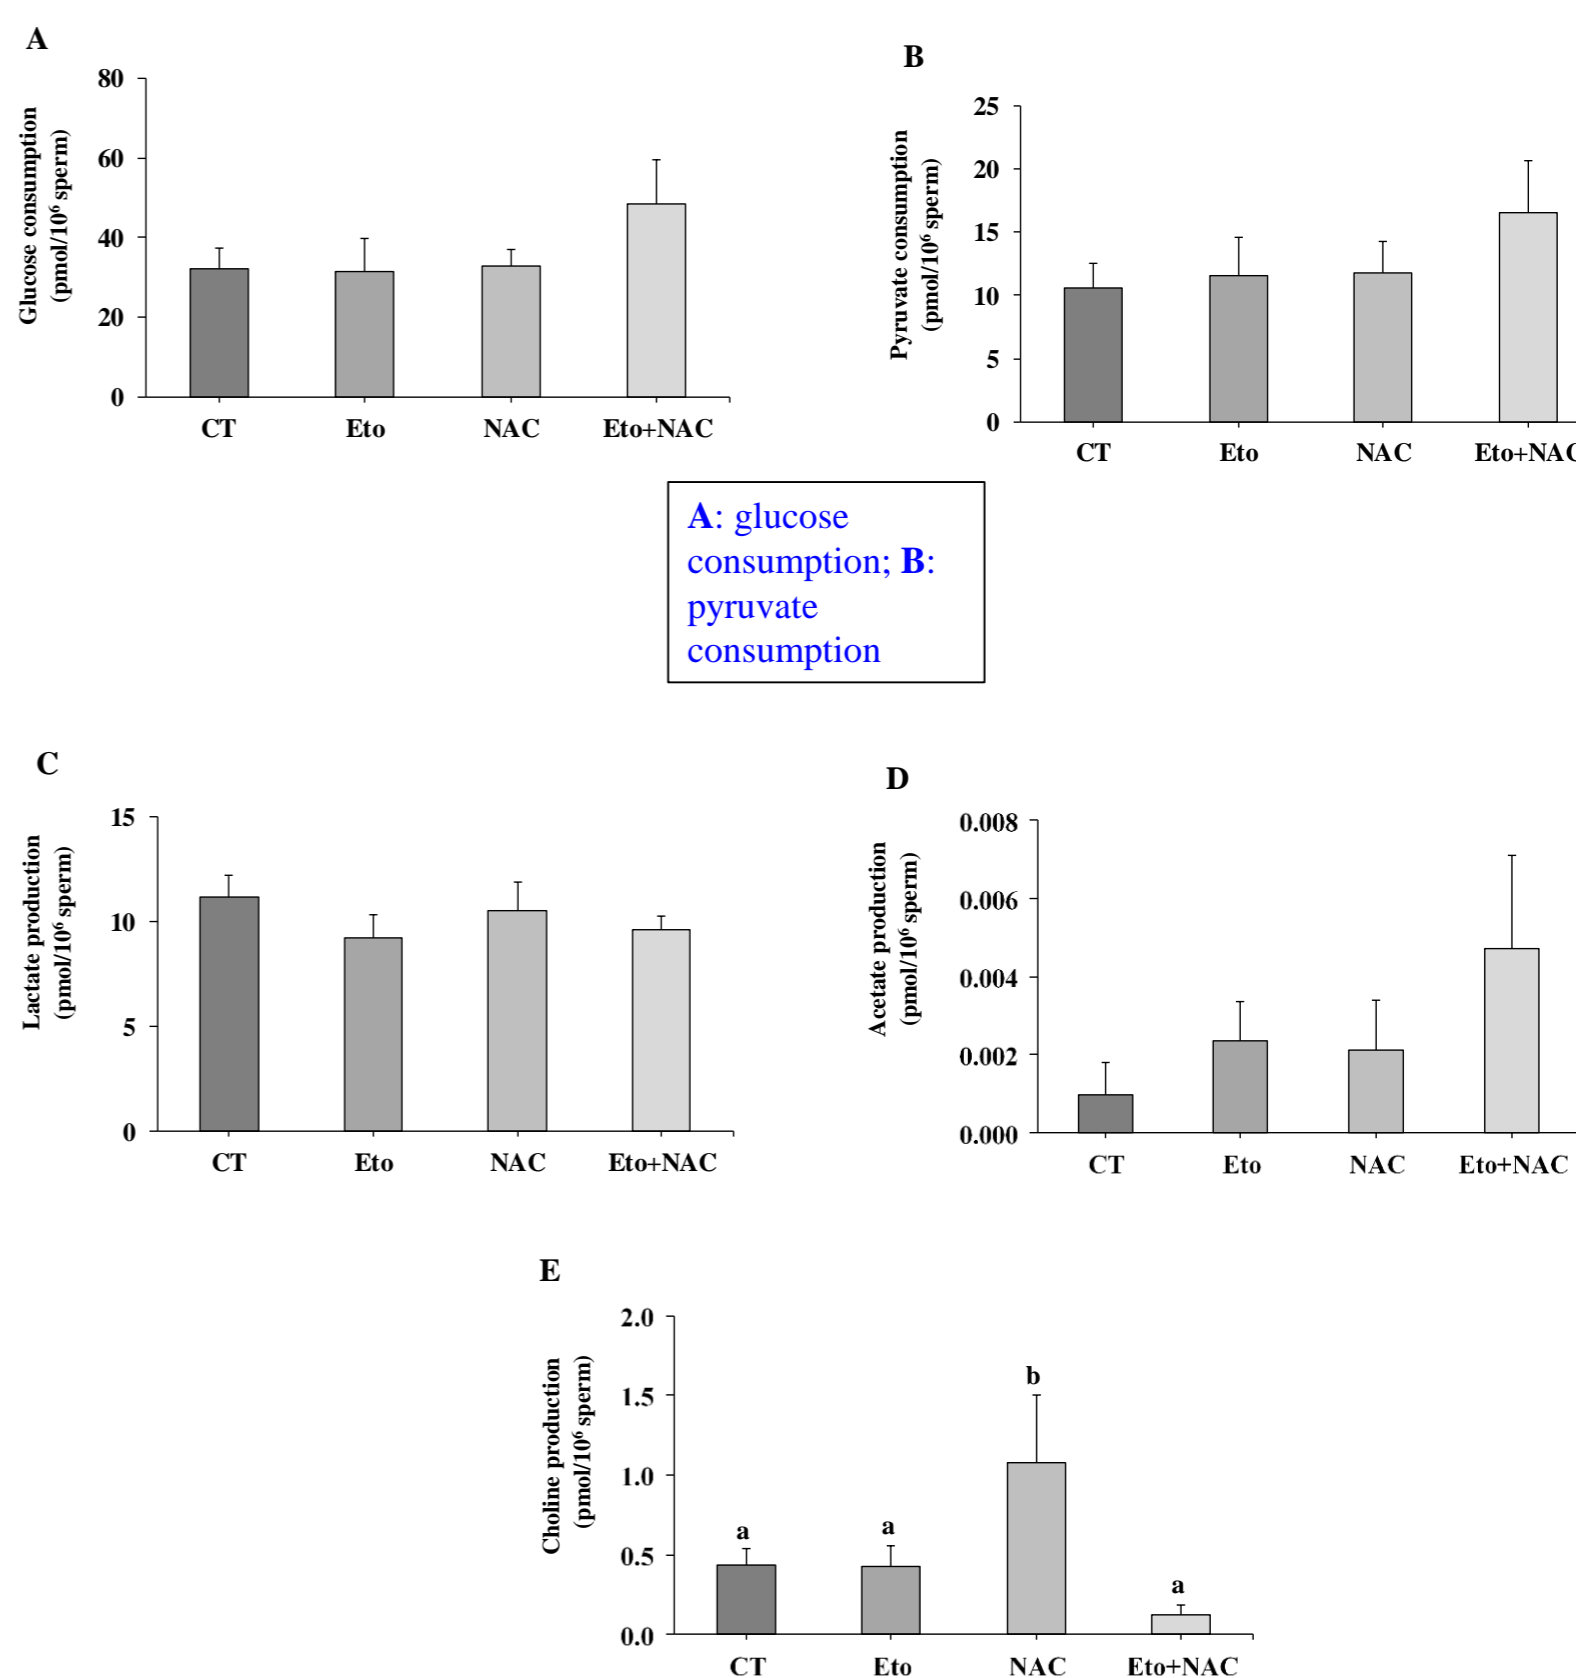 A
Glucose consumption
(pmol/10⁶ sperm)
80
60
40
20
0
CT Eto NAC Eto+NAC
B
Pyruvate consumption
(pmol/10⁶ sperm)
25
20
15
10
5
0
CT Eto NAC Eto+NAC
A: glucose
consumption; B:
pyruvate
consumption
C
Lactate production
(pmol/10⁶ sperm)
15
10
5
0
CT Eto NAC Eto+NAC
D
Acetate production
(pmol/10⁶ sperm)
0.008
0.006
0.004
0.002
0.000
CT Eto NAC Eto+NAC
E
Choline production
(pmol/10⁶ sperm)
2.0
1.5
1.0
0.5
0.0
a a b a
CT Eto NAC Eto+NAC